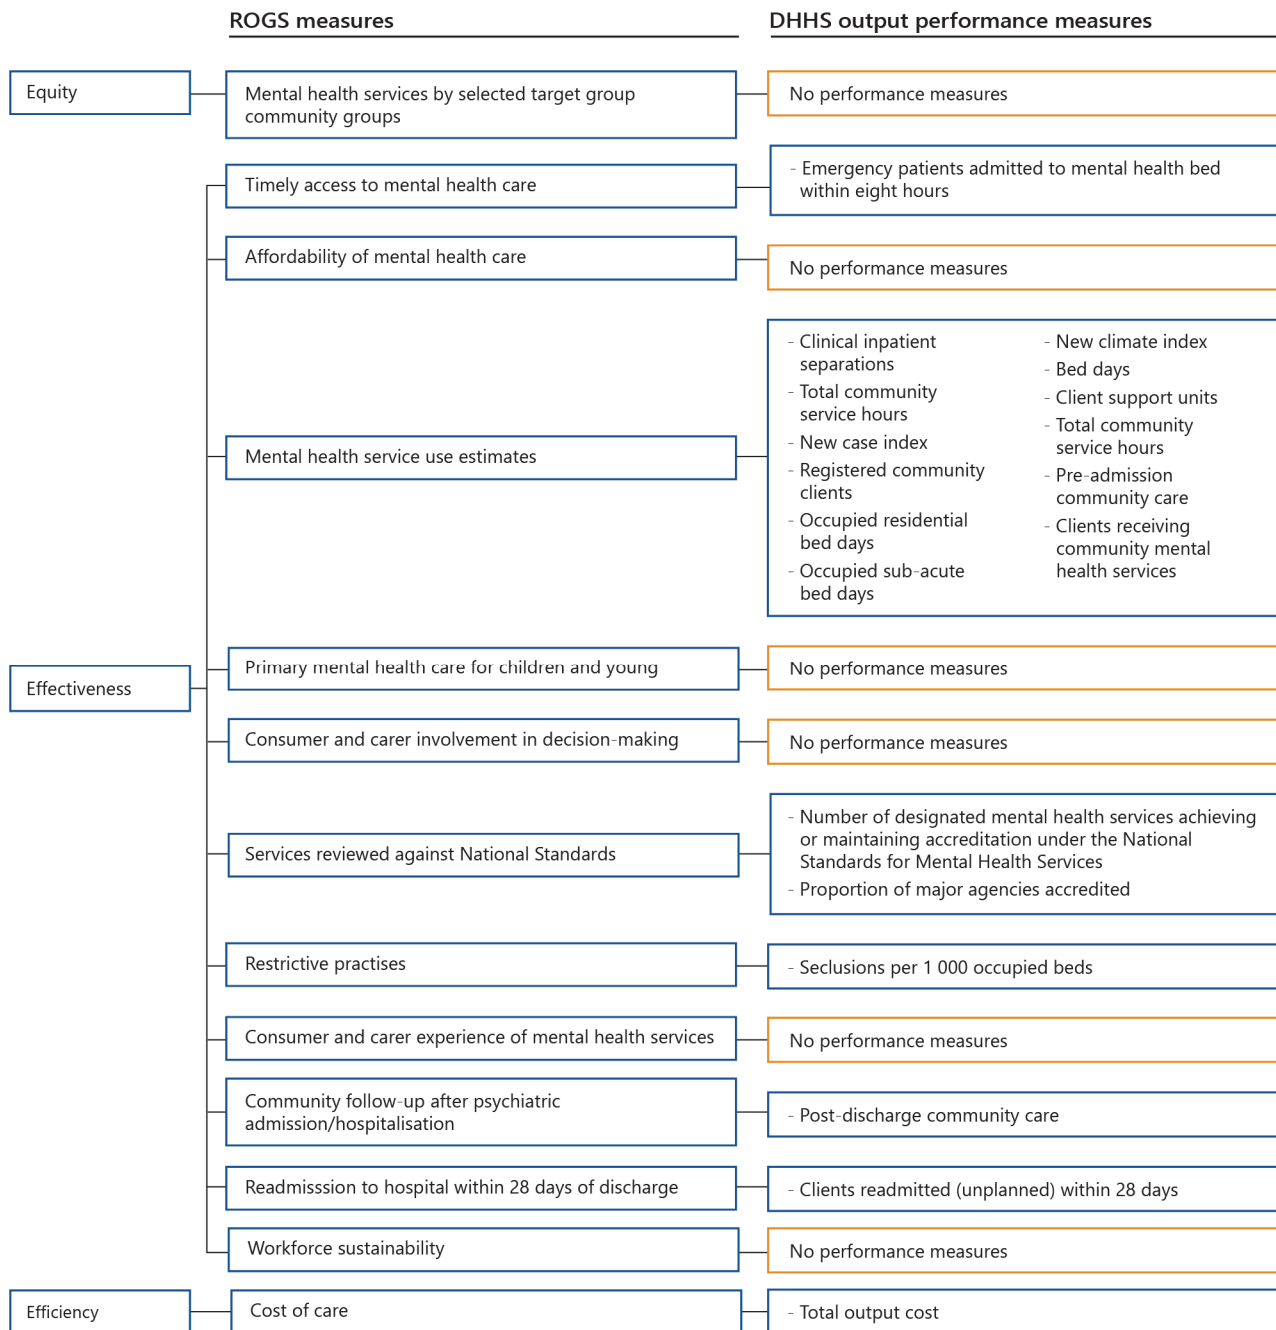 ROGS measures
DHHS output performance measures
Equity
Mental health services by selected target group
community groups
No performance measures
Timely access to mental health care
- Emergency patients admitted to mental health bed
within eight hours
Affordability of mental health care
No performance measures
Mental health service use estimates
- Clinical inpatient
separations
- Total community
service hours
- New case index
- Registered community
clients
- Occupied residential
bed days
- Occupied sub-acute
bed days
- New climate index
- Bed days
- Client support units
- Total community
service hours
- Pre-admission
community care
- Clients receiving
community mental
health services
Effectiveness
Primary mental health care for children and young
No performance measures
Consumer and carer involvement in decision-making
No performance measures
Services reviewed against National Standards
- Number of designated mental health services achieving
or maintaining accreditation under the National
Standards for Mental Health Services
- Proportion of major agencies accredited
Restrictive practises
- Seclusions per 1 000 occupied beds
Consumer and carer experience of mental health services
No performance measures
Community follow-up after psychiatric
admission/hospitalisation
- Post-discharge community care
Readmisssion to hospital within 28 days of discharge
- Clients readmitted (unplanned) within 28 days
Workforce sustainability
No performance measures
Efficiency
Cost of care
- Total output cost